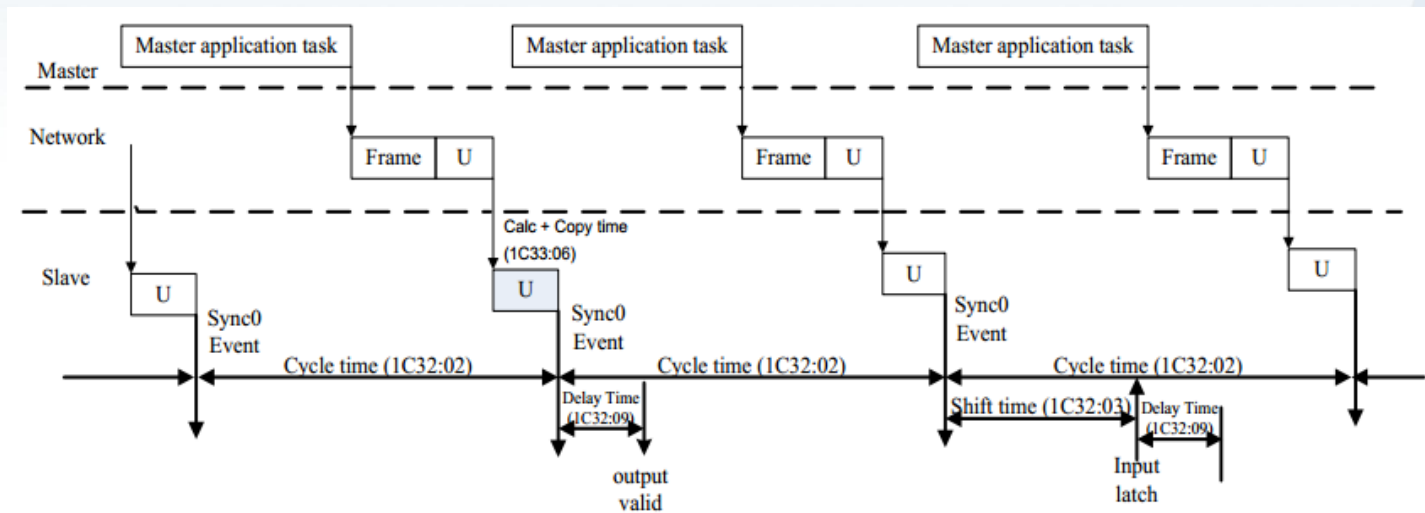 Master application task
Master application task
Master application task
Master
Network
Frame U
Frame U
Frame U
Calc + Copy time
(1C33:06)
Slave
U
U
U
U
Sync0
Event
Sync0
Event
Sync0
Event
Cycle time (1C32:02)
Cycle time (1C32:02)
Cycle time (1C32:02)
Delay Time
(1C32:09)
Shift time (1C32:03)
Delay Time
(1C32:09)
output
valid
Input
latch